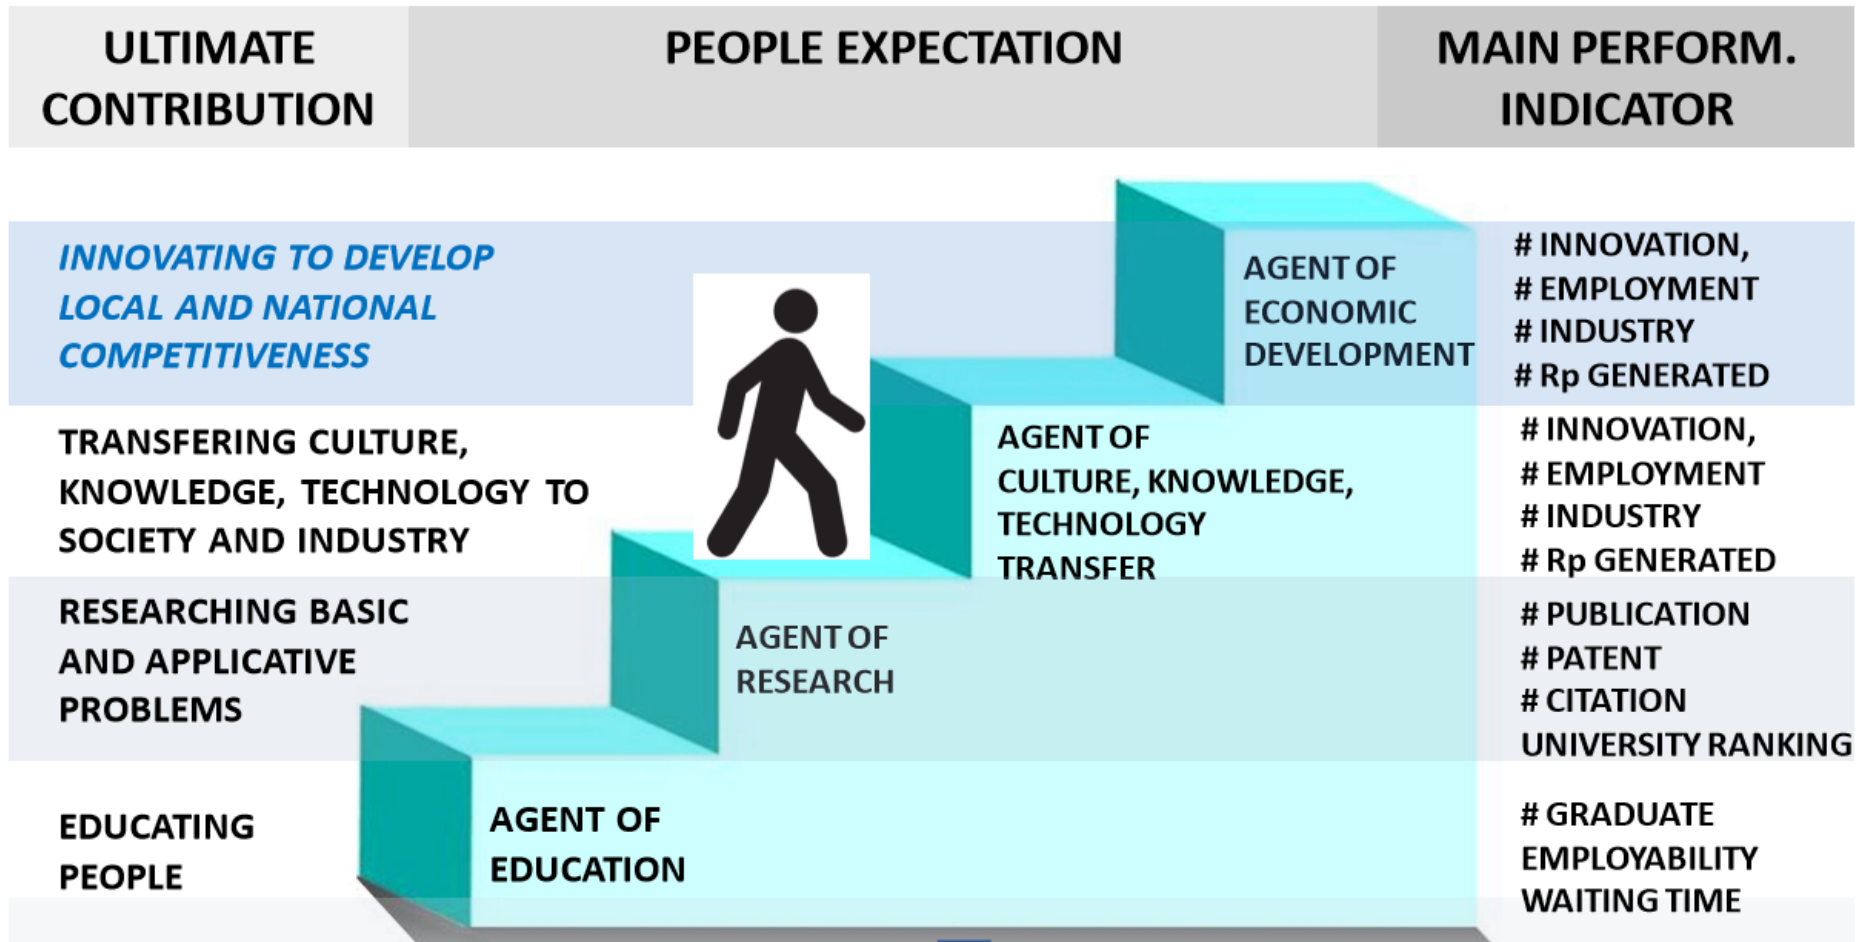 ULTIMATE
CONTRIBUTION
PEOPLE EXPECTATION
MAIN PERFORM.
INDICATOR
INNOVATING TO DEVELOP
LOCAL AND NATIONAL
COMPETITIVENESS
AGENT OF
ECONOMIC
DEVELOPMENT
# INNOVATION,
# EMPLOYMENT
# INDUSTRY
# Rp GENERATED
TRANSFERING CULTURE,
KNOWLEDGE, TECHNOLOGY TO
SOCIETY AND INDUSTRY
AGENT OF
CULTURE, KNOWLEDGE,
TECHNOLOGY
TRANSFER
# INNOVATION,
# EMPLOYMENT
# INDUSTRY
# Rp GENERATED
RESEARCHING BASIC
AND APPLICATIVE
PROBLEMS
AGENT OF
RESEARCH
# PUBLICATION
# PATENT
# CITATION
UNIVERSITY RANKING
EDUCATING
PEOPLE
AGENT OF
EDUCATION
# GRADUATE
EMPLOYABILITY
WAITING TIME